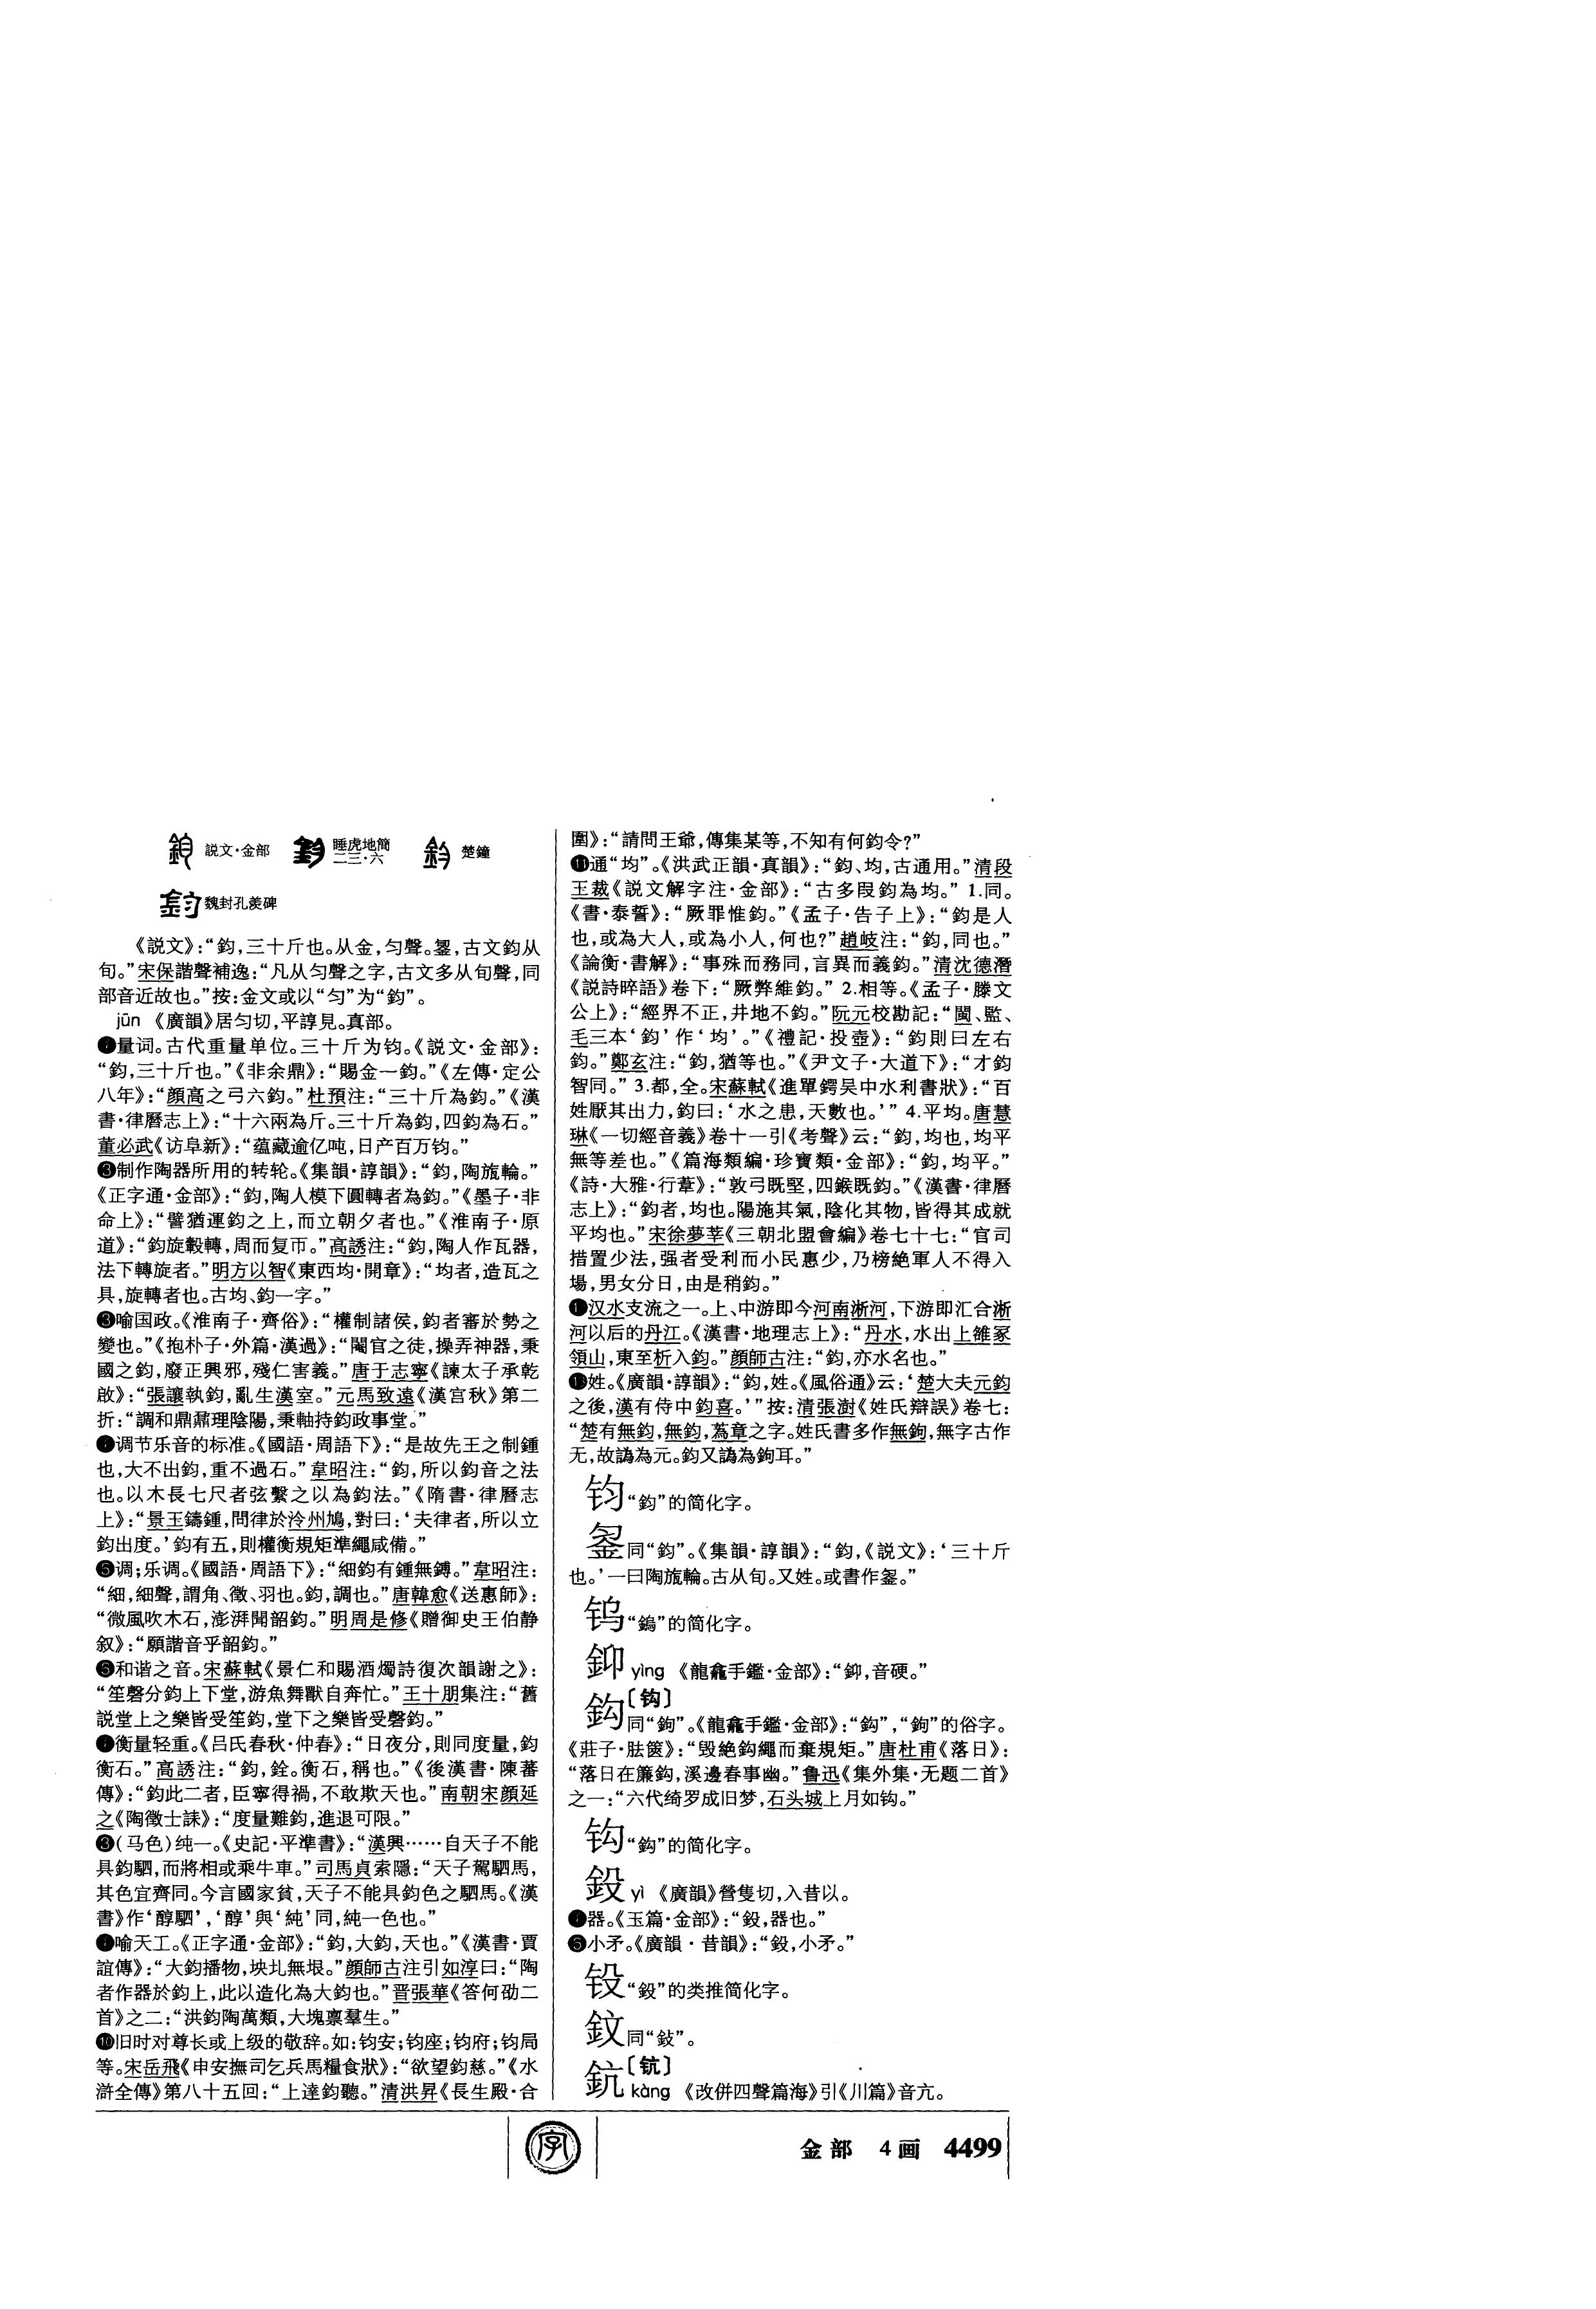 説文·金部
睡虎地簡
二三·六
楚鐘
魏封孔羨碑
《説文》:“鈞,三十斤也。从金,匀聲。銞,古文鈞从
旬。”宋保諧聲補逸:“凡从匀聲之字,古文多从旬聲,同
部音近故也。”按:金文或以“匀”为“鈞”。
jūn 《廣韻》居匀切,平諄見。真部。
❶量词。古代重量单位。三十斤为钧。《説文·金部》:
“鈞,三十斤也。”《非余鼎》:“賜金一鈞。”《左傳·定公
八年》:“顔高之弓六鈞。”杜預注:“三十斤為鈞。”《漢
書·律曆志上》:“十六兩為斤。三十斤為鈞,四鈞為石。”
董必武《访阜新》:“蕴藏逾亿吨,日产百万钧。”
制作陶器所用的转轮。《集韻·諄韻》:“鈞,陶旊輪。”
《正字通·金部》:“鈞,陶人模下圓轉者為鈞。”《墨子·非
命上》:“譬猶運鈞之上,而立朝夕者也。”《淮南子·原
道》:“鈞旋轂轉,周而复帀。”高誘注:“鈞,陶人作瓦器,
法下轉旋者。”明方以智《東西均·開章》:“均者,造瓦之
具,旋轉者也。古均、鈞一字。”
❸喻国政。《淮南子·齊俗》:“權制諸侯,鈞者審於勢之
變也。”《抱朴子·外篇·漢過》:“閹官之徒,操弄神器,秉
國之鈞,廢正興邪,殘仁害義。”唐于志寧《諫太子承乾
啟》:“張讓執鈞,亂生漢室。”元馬致遠《漢宫秋》第二
折:“調和鼎鼐理陰陽,秉軸持鈞政事堂。”
調节乐音的标准。《國語·周語下》:“是故先王之制鍾
也,大不出鈞,重不過石。”韋昭注:“鈞,所以鈞音之法
也。以木長七尺者弦繫之以為鈞法。”《隋書·律曆志
上》:“景王鑄鍾,問律於泠州鳩,對曰:‘夫律者,所以立
鈞出度。’鈞有五,則權衡規矩準繩咸備。”
❺调;乐调。《國語·周語下》:“細鈞有鍾無鎛。”韋昭注:
“細,細聲,謂角、徵、羽也。鈞,調也。”唐韓愈《送惠師》:
“微風吹木石,澎湃聞韶鈞。”明周是修《贈御史王伯静
叙》:“願諧音乎韶鈞。”
和谐之音。宋蘇軾《景仁和賜酒燭詩復次韻謝之》:
“笙磬分鈞上下堂,游魚舞獸自奔忙。”王十朋集注:“舊
説堂上之樂皆受笙鈞,堂下之樂皆受磬鈞。”
衡量轻重。《吕氏春秋·仲春》:“日夜分,則同度量,鈞
衡石。”高誘注:“鈞,銓。衡石,稱也。”《後漢書·陳蕃
傳》:“鈞此二者,臣寧得禍,不敢欺天也。”南朝宋顔延
之《陶徵士誄》:“度量難鈞,進退可限。”
(马色)纯一。《史記·平準書》:“漢興……自天子不能
具鈞駟,而將相或乘牛車。”司馬貞索隱:“天子駕駟馬,
其色宜齊同。今言國家貧,天子不能具鈞色之駟馬。《漢
書》作‘醇駟’,‘醇’與‘純’同,純一色也。”
喻天工。《正字通·金部》:“鈞,大鈞,天也。”《漢書·賈
誼傳》:“大鈞播物,坱圠無垠。”顔師古注引如淳曰:“陶
者作器於鈞上,此以造化為大鈞也。”晋張華《答何劭二
首》之二:“洪鈞陶萬類,大塊禀羣生。”
❿旧时对尊长或上级的敬辞。如:钧安;钧座;钧府;钧局
等。宋岳飛《申安撫司乞兵馬糧食狀》:“欲望鈞慈。”《水
滸全傳》第八十五回:“上達鈞聽。”清洪昇《長生殿·合
圍》:“請問王爺,傳集某等,不知有何鈞令?”
⓫通“均”。《洪武正韻·真韻》:“鈞、均,古通用。”清段
玉裁《説文解字注·金部》:“古多叚鈞為均。” 1.同。
《書·泰誓》:“厥罪惟鈞。”《孟子·告子上》:“鈞是人
也,或為大人,或為小人,何也?”趙岐注:“鈞,同也。”
《論衡·書解》:“事殊而務同,言異而義鈞。”清沈德潛
《説詩晬語》卷下:“厥弊維鈞。” 2.相等。《孟子·滕文
公上》:“經界不正,井地不鈞。”阮元校勘記:“閩、監、
毛三本‘鈞’作‘均’。”《禮記·投壺》:“鈞則曰左右
鈞。”鄭玄注:“鈞,猶等也。”《尹文子·大道下》:“才鈞
智同。” 3.都,全。宋蘇軾《進單鍔吴中水利書狀》:“百
姓厭其出力,鈞曰:‘水之患,天數也。’” 4.平均。唐慧
琳《一切經音義》卷十一引《考聲》云:“鈞,均也,均平
無等差也。”《篇海類編·珍寶類·金部》:“鈞,均平。”
《詩·大雅·行葦》:“敦弓既堅,四鍭既鈞。”《漢書·律曆
志上》:“鈞者,均也。陽施其氣,陰化其物,皆得其成就
平均也。”宋徐夢莘《三朝北盟會編》卷七十七:“官司
措置少法,强者受利而小民惠少,乃榜絶軍人不得入
場,男女分日,由是稍鈞。”
汉水支流之一。上、中游即今河南淅河,下游即汇合淅
河以后的丹江。《漢書·地理志上》:“丹水,水出上雒冢
領山,東至析入鈞。”顔師古注:“鈞,亦水名也。”
⓭姓。《廣韻·諄韻》:“鈞,姓。《風俗通》云:‘楚大夫元鈞
之後,漢有侍中鈞喜。’”按:清張澍《姓氏辯誤》卷七:
“楚有無鈞,無鈞,蒍章之字。姓氏書多作無鉤,無字古作
无,故譌為元。鈞又譌為鉤耳。”
钧“鈞”的简化字。
銞同“鈞”。《集韻·諄韻》:“鈞,《説文》:‘三十斤
也。’一曰陶旊輪。古从旬。又姓。或書作銞。”
钨“鎢”的简化字。
鈏 yìng 《龍龕手鑑·金部》:“鉚,音硬。”
鈎〔钩〕
同“鉤”。《龍龕手鑑·金部》:“鈎”,“鉤”的俗字。
《莊子·胠篋》:“毁絶鈎繩而棄規矩。”唐杜甫《落日》:
“落日在簾鈎,溪邊春事幽。”鲁迅《集外集·无题二首》
之一:“六代绮罗成旧梦,石头城上月如钩。”
钩“鈎”的简化字。
鈠 yì 《廣韻》營隻切,入昔以。
器。《玉篇·金部》:“鈠,器也。”
小矛。《廣韻·昔韻》:“鈠,小矛。”
“鈠”的类推简化字。
鈫同“䥍”。
鈧〔钪〕
kàng 《改併四聲篇海》引《川篇》音亢。
字
金部 4画 4499